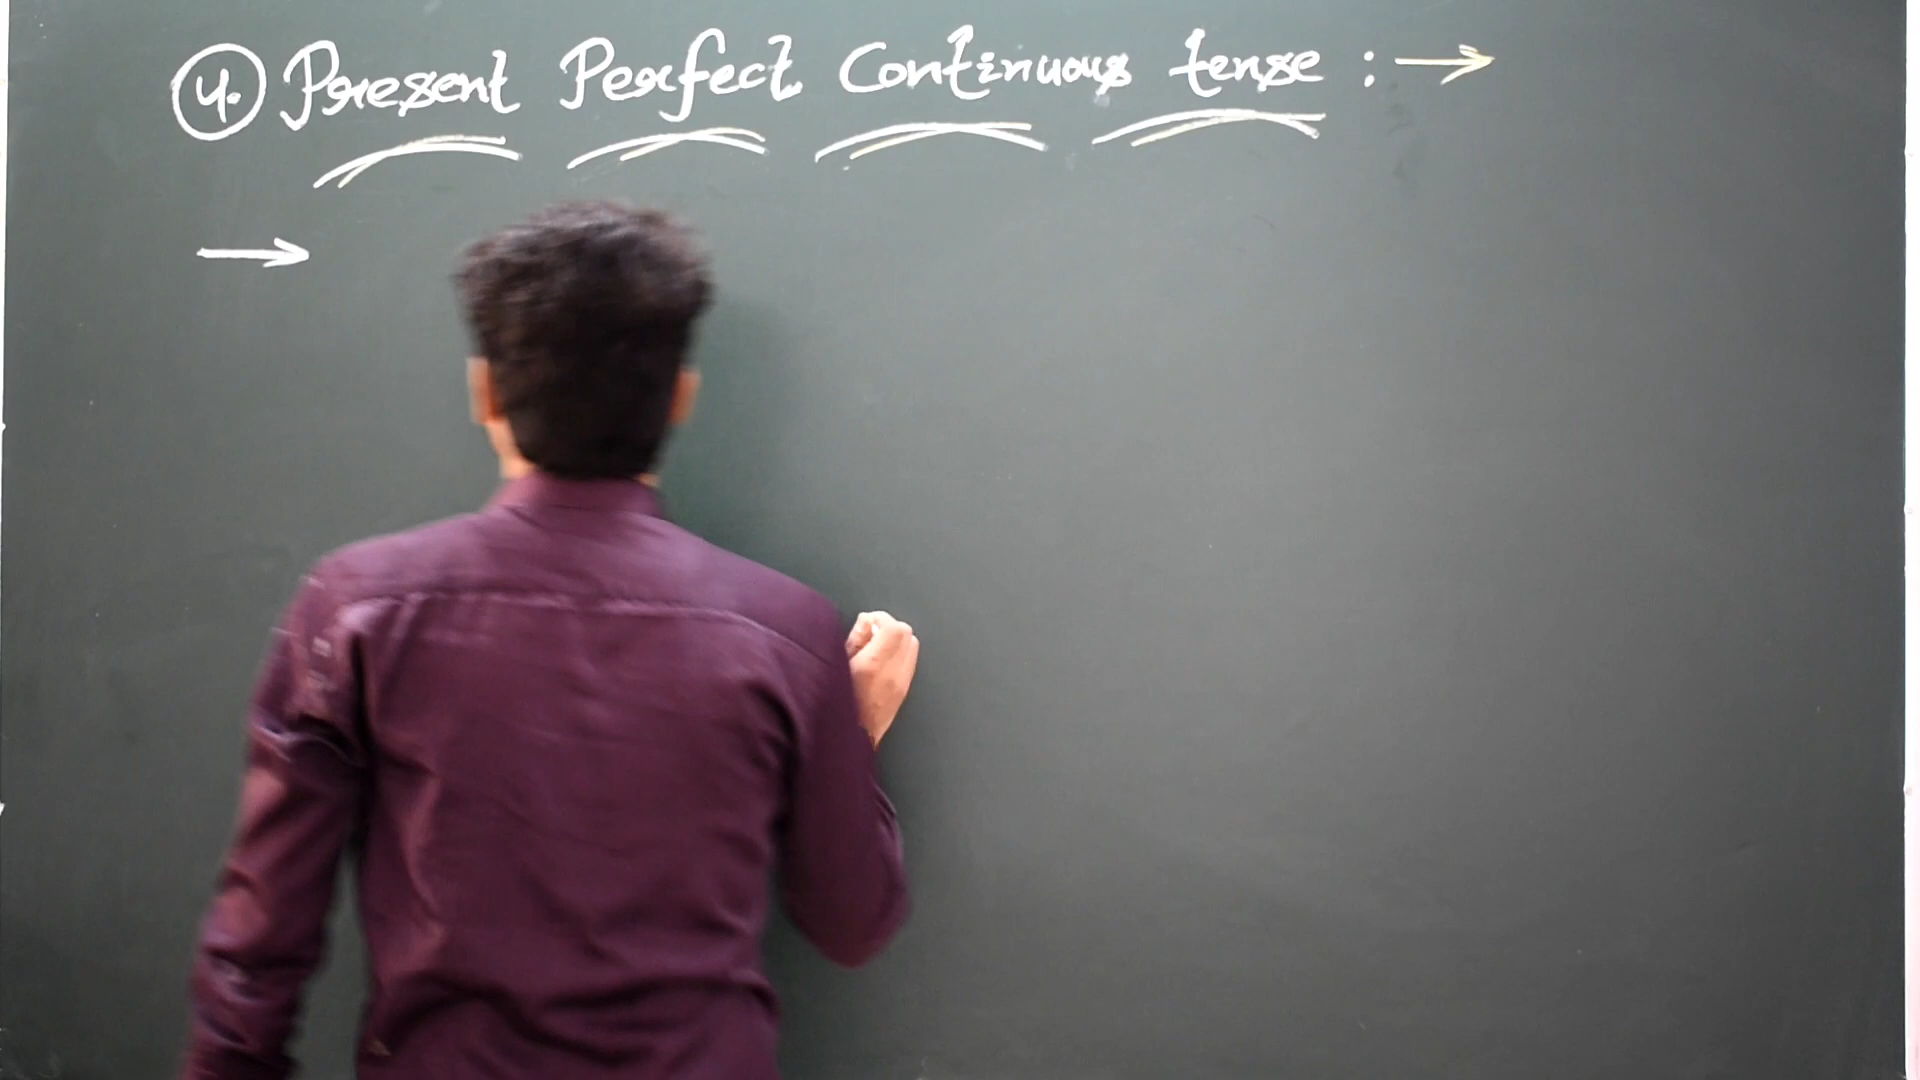 4. Present Perfect Continuous tense : →
→